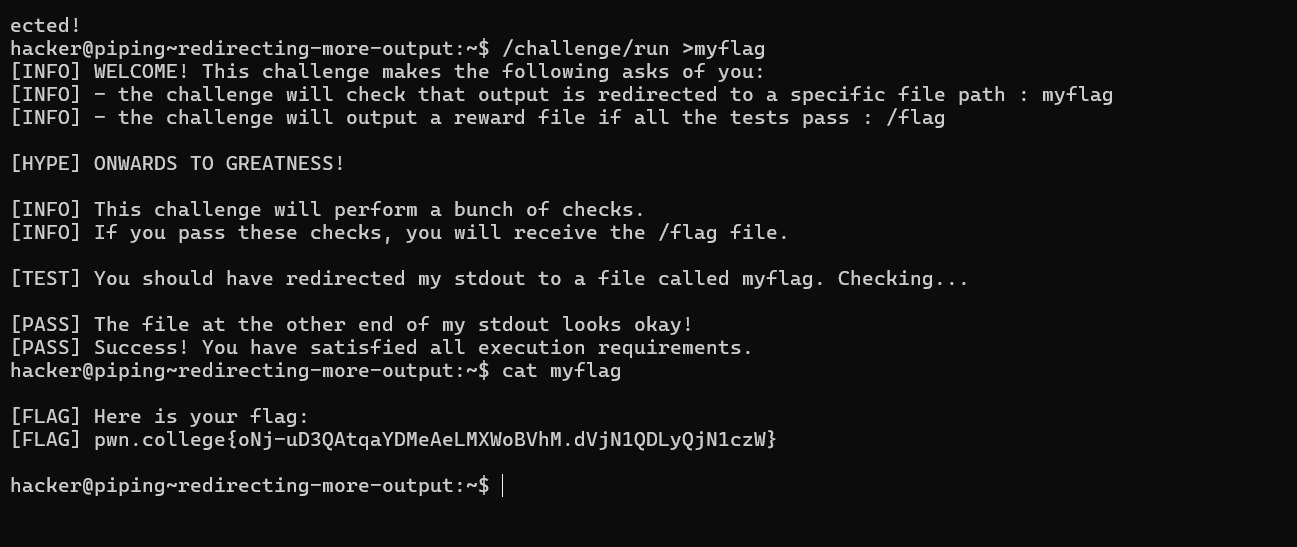 ected!
hacker@piping~redirecting-more-output:~$ /challenge/run >myflag
[INFO] WELCOME! This challenge makes the following asks of you:
[INFO] - the challenge will check that output is redirected to a specific file path : myflag
[INFO] - the challenge will output a reward file if all the tests pass : /flag
[HYPE] ONWARDS TO GREATNESS!
[INFO] This challenge will perform a bunch of checks.
[INFO] If you pass these checks, you will receive the /flag file.
[TEST] You should have redirected my stdout to a file called myflag. Checking...
[PASS] The file at the other end of my stdout looks okay!
[PASS] Success! You have satisfied all execution requirements.
hacker@piping~redirecting-more-output:~$ cat myflag
[FLAG] Here is your flag:
[FLAG] pwn.college{oNj-uD3QAtqaYDMeAeLMXWoBVhM.dVjN1QDLyQjN1czW}
hacker@piping~redirecting-more-output:~$